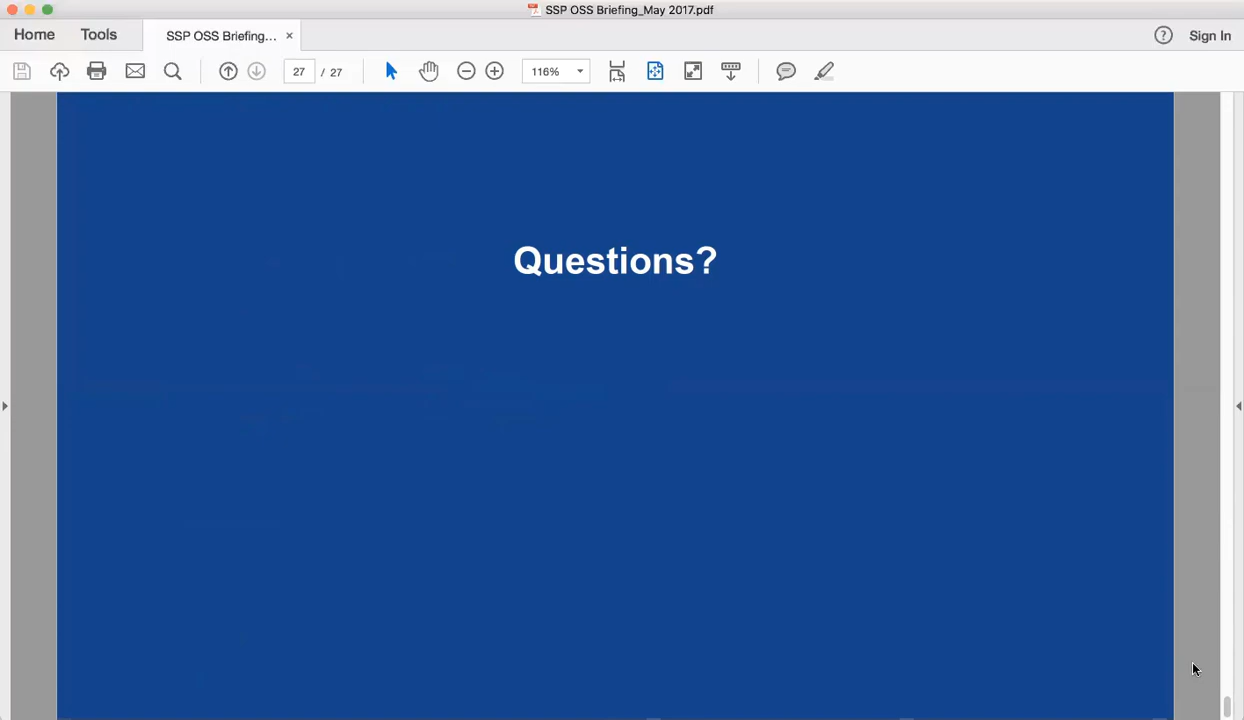 SSP OSS Briefing_May 2017.pdf
Home Tools SSP OSS Briefing... × ? Sign In
27 / 27 116%
Questions?